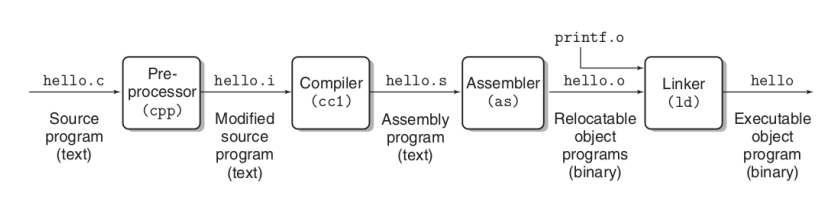 printf.o
hello.c
Pre-
processor
(cpp)
hello.i
Compiler
(cc1)
hello.s
Assembler
(as)
hello.o
Linker
(ld)
hello
Source
program
(text)
Modified
source
program
(text)
Assembly
program
(text)
Relocatable
object
programs
(binary)
Executable
object
program
(binary)